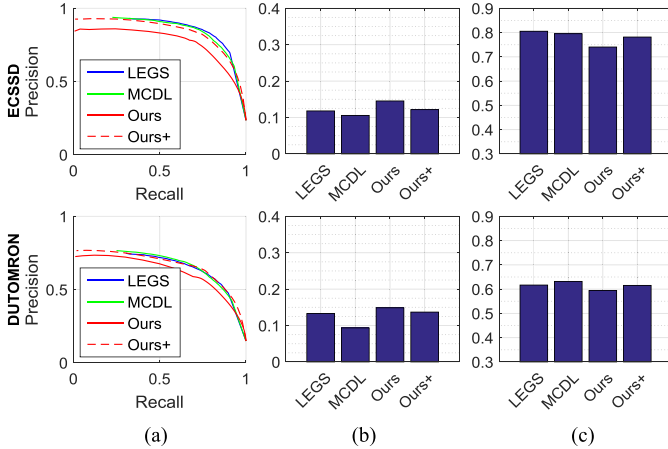 ECSSD
Precision
1
0.5
0
LEGS
MCDL
Ours
Ours+
0 0.5 1
Recall
0.4
0.3
0.2
0.1
0
LEGS MCDL Ours Ours+
0.9
0.8
0.7
0.6
0.5
0.4
0.3
LEGS MCDL Ours Ours+
DUTOMRON
Precision
1
0.5
0
LEGS
MCDL
Ours
Ours+
0 0.5 1
Recall
0.4
0.3
0.2
0.1
0
LEGS MCDL Ours Ours+
0.9
0.8
0.7
0.6
0.5
0.4
0.3
LEGS MCDL Ours Ours+
(a) (b) (c)